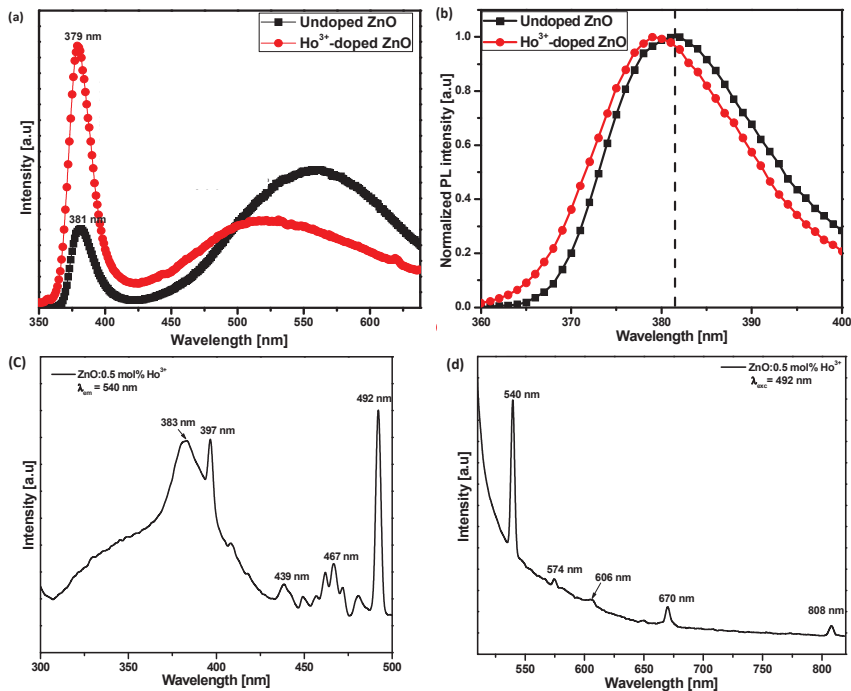 (a)
Undoped ZnO
Ho3+-doped ZnO
379 nm
381 nm
Intensity [a.u]
350 400 450 500 550 600
Wavelength [nm]
(b)
Undoped ZnO
Ho3+-doped ZnO
Normalized PL intensity [a.u]
1.0
0.8
0.6
0.4
0.2
0.0
360 370 380 390 400
Wavelength [nm]
(C)
ZnO:0.5 mol% Ho3+
λem = 540 nm
492 nm
383 nm
397 nm
467 nm
439 nm
Intensity [a.u]
300 350 400 450 500
Wavelength [nm]
(d)
ZnO:0.5 mol% Ho3+
λexc = 492 nm
540 nm
574 nm
606 nm
670 nm
808 nm
Intensity [a.u]
550 600 650 700 750 800
Wavelength [nm]